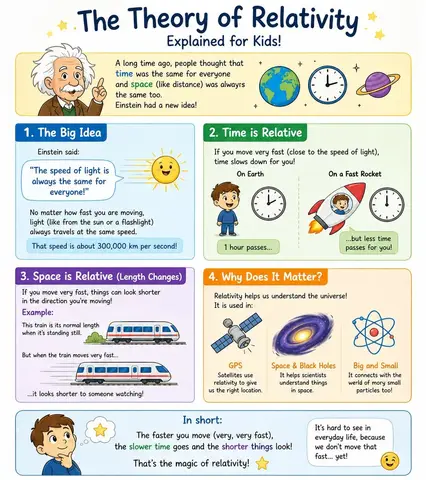 The Theory of Relativity
Explained for Kids!
A long time ago, people thought that
time was the same for everyone
and space (like distance) was always
the same too.
Einstein had a new idea!
1. The Big Idea
Einstein said:
"The speed of light is
always the same for
everyone!"
No matter how fast you are moving,
light (like from the sun or a flashlight)
always travels at the same speed.
That speed is about 300,000 km per second!
2. Time is Relative
If you move very fast (close to the speed of light),
time slows down for you!
On Earth
On a Fast Rocket
1 hour passes...
...but less time
passes for you!
3. Space is Relative (Length Changes)
If you move very fast, things can look shorter
in the direction you're moving!
Example:
This train is its normal length
when it's standing still.
But when the train moves very fast...
...it looks shorter to someone watching!
4. Why Does It Matter?
Relativity helps us understand the universe!
It is used in:
GPS
Satellites use
relativity to give us
the right location.
Space & Black Holes
It helps scientists
understand things
in space.
Big and Small
It connects with the
world of mory small
particles too!
In short:
The faster you move (very, very fast),
the slower time goes and the shorter things look!
That's the magic of relativity!
It's hard to see in
everyday life, because
we don't move that
fast... yet!